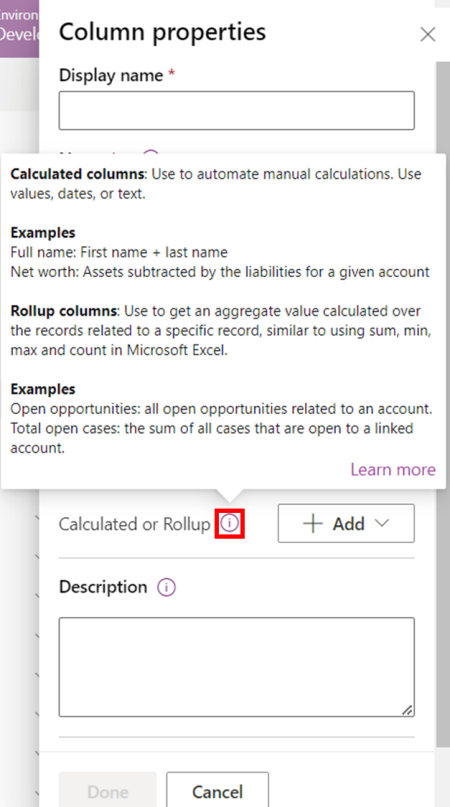 Column properties
Display name *
Calculated columns: Use to automate manual calculations. Use
values, dates, or text.
Examples
Full name: First name + last name
Net worth: Assets subtracted by the liabilities for a given account
Rollup columns: Use to get an aggregate value calculated over
the records related to a specific record, similar to using sum, min,
max and count in Microsoft Excel.
Examples
Open opportunities: all open opportunities related to an account.
Total open cases: the sum of all cases that are open to a linked
account.
Learn more
Calculated or Rollup
Add
Description
Done
Cancel